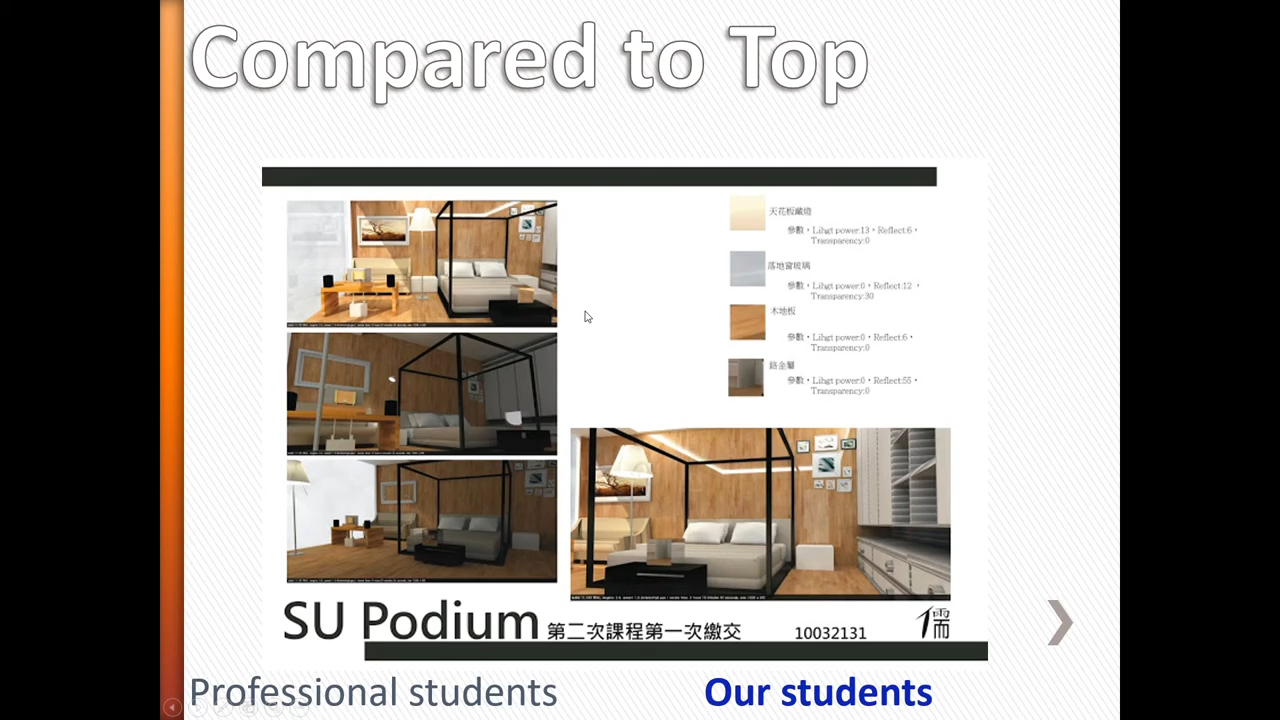 Compared to Top
天花板藏燈
參數，Lihgt power:13，Reflect:6，
Transparency:0
落地窗玻璃
參數，Lihgt power:0，Reflect:12，
Transparency:30
木地板
參數，Lihgt power:0，Reflect:6，
Transparency:0
鉻金屬
參數，Lihgt power:0，Reflect:55，
Transparency:0
SU Podium 第二次課程第一次繳交 10032131 儒
Professional students Our students